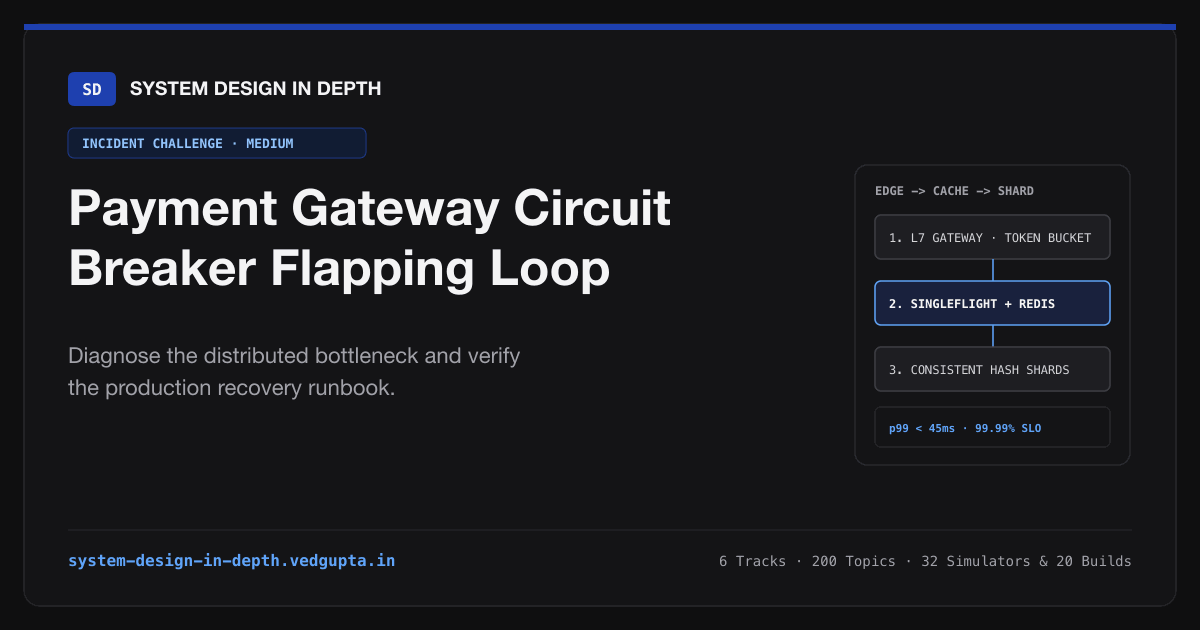 SD
SYSTEM DESIGN IN DEPTH
INCIDENT CHALLENGE · MEDIUM
Payment Gateway Circuit
Breaker Flapping Loop
Diagnose the distributed bottleneck and verify
the production recovery runbook.
EDGE —> CACHE —> SHARD
1. L7 GATEWAY · TOKEN BUCKET
2. SINGLEFLIGHT + REDIS
3. CONSISTENT HASH SHARDS
p99 < 45ms · 99.99% SLO
system-design-in-depth.vedgupta.in
6 Tracks · 200 Topics · 32 Simulators & 20 Builds